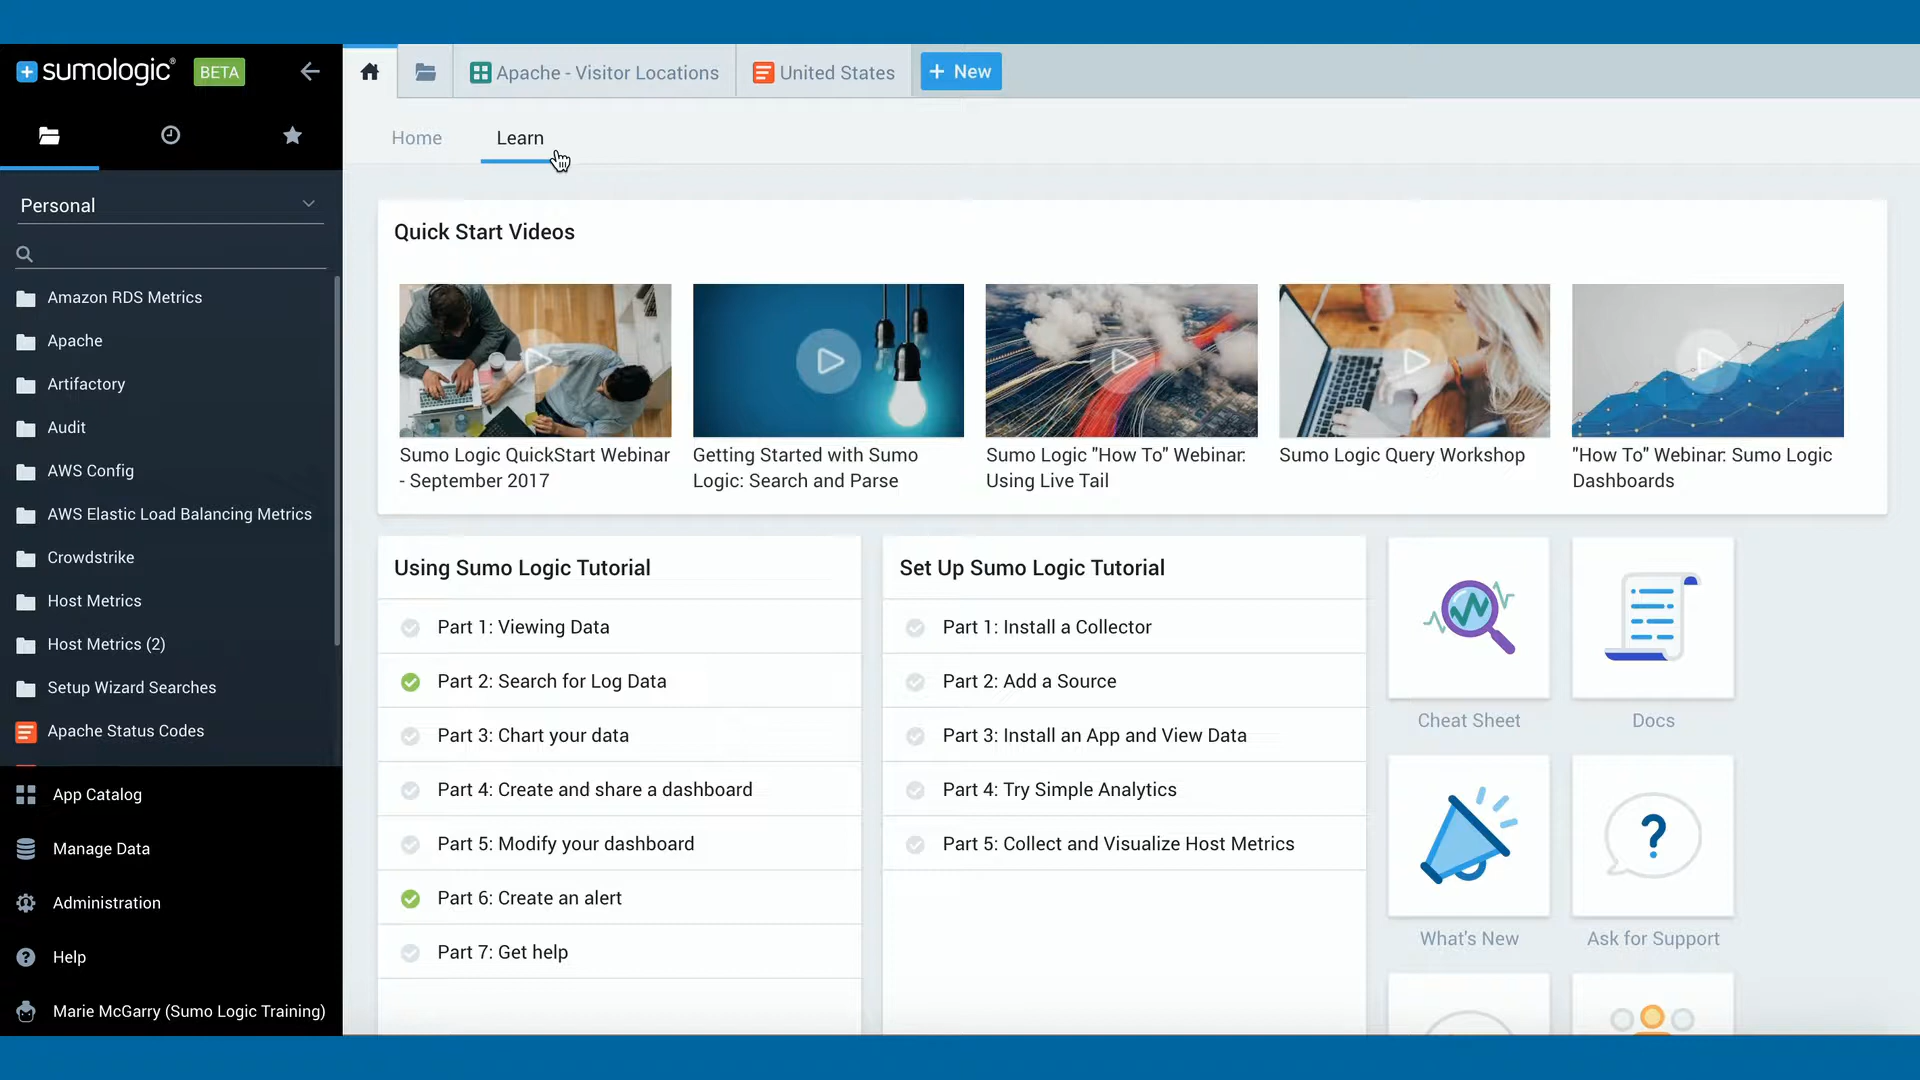 sumologic® BETA
Apache - Visitor Locations
United States
+ New
Home
Learn
Personal
Amazon RDS Metrics
Apache
Artifactory
Audit
AWS Config
AWS Elastic Load Balancing Metrics
Crowdstrike
Host Metrics
Host Metrics (2)
Setup Wizard Searches
Apache Status Codes
App Catalog
Manage Data
Administration
Help
Marie McGarry (Sumo Logic Training)
Quick Start Videos
Sumo Logic QuickStart Webinar
- September 2017
Getting Started with Sumo
Logic: Search and Parse
Sumo Logic "How To" Webinar:
Using Live Tail
Sumo Logic Query Workshop
"How To" Webinar: Sumo Logic
Dashboards
Using Sumo Logic Tutorial
Part 1: Viewing Data
Part 2: Search for Log Data
Part 3: Chart your data
Part 4: Create and share a dashboard
Part 5: Modify your dashboard
Part 6: Create an alert
Part 7: Get help
Set Up Sumo Logic Tutorial
Part 1: Install a Collector
Part 2: Add a Source
Part 3: Install an App and View Data
Part 4: Try Simple Analytics
Part 5: Collect and Visualize Host Metrics
Cheat Sheet
Docs
What's New
?
Ask for Support